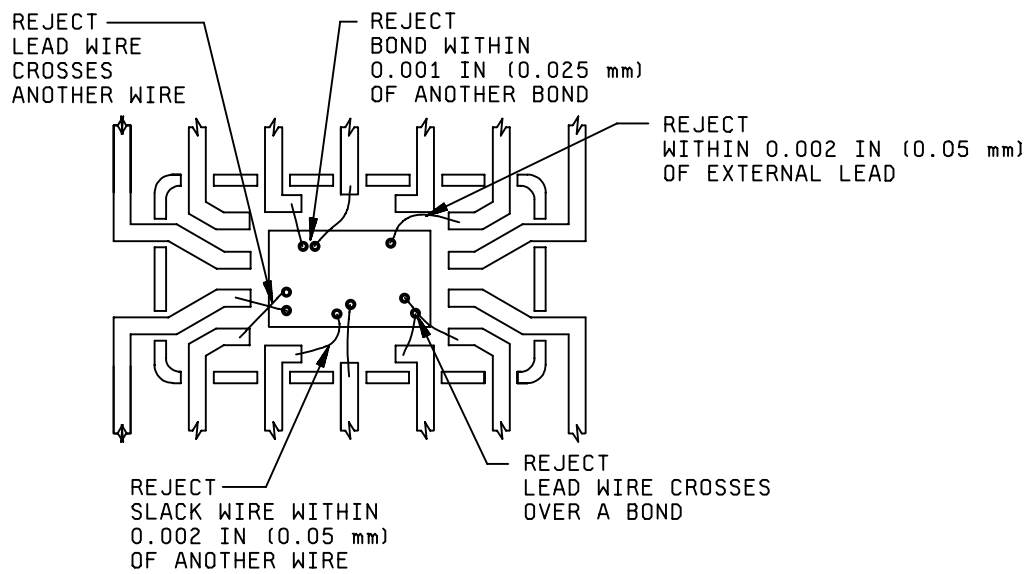 REJECT
LEAD WIRE
CROSSES
ANOTHER WIRE
REJECT
BOND WITHIN
0.001 IN (0.025 mm)
OF ANOTHER BOND
REJECT
WITHIN 0.002 IN (0.05 mm)
OF EXTERNAL LEAD
REJECT
SLACK WIRE WITHIN
0.002 IN (0.05 mm)
OF ANOTHER WIRE
REJECT
LEAD WIRE CROSSES
OVER A BOND